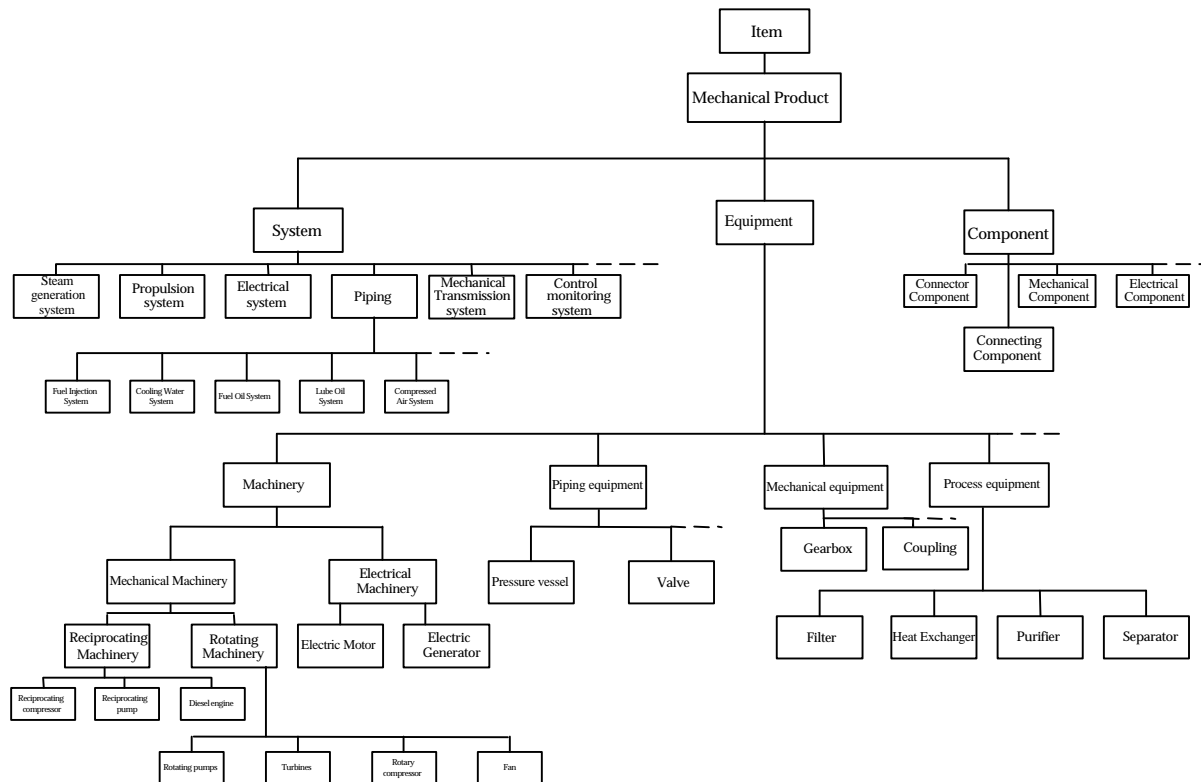 Item
Mechanical Product
System
Equipment
Component
Steam
generation
system
Propulsion
system
Electrical
system
Piping
Mechanical
Transmission
system
Control
monitoring
system
Connector
Component
Mechanical
Component
Electrical
Component
Connecting
Component
Fuel Injection
System
Cooling Water
System
Fuel Oil System
Lube Oil
System
Compressed
Air System
Machinery
Piping equipment
Mechanical equipment
Process equipment
Mechanical Machinery
Electrical
Machinery
Pressure vessel
Valve
Gearbox
Coupling
Reciprocating
Machinery
Rotating
Machinery
Electric Motor
Electric
Generator
Filter
Heat Exchanger
Purifier
Separator
Reciprocating
compressor
Reciprocating
pump
Diesel engine
Rotating pumps
Turbines
Rotary
compressor
Fan